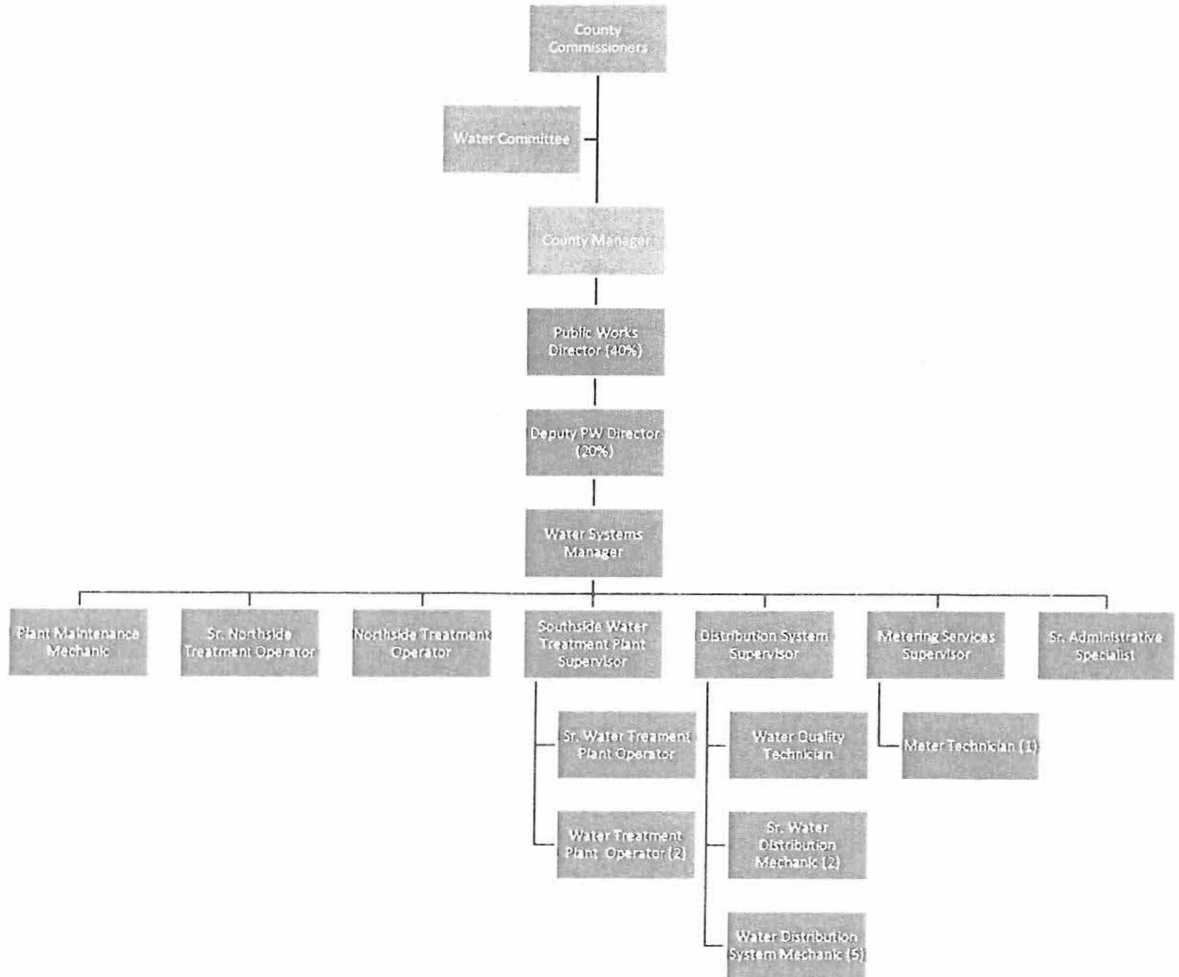 County
Commissioners
Water Committee
County Manager
Public Works
Director (40%)
Deputy PW Director
(20%)
Water Systems
Manager
Plant Maintenance
Mechanic
Sr. Northside
Treatment Operator
Northside Treatment
Operator
Southside Water
Treatment Plant
Supervisor
Distribution System
Supervisor
Metering Services
Supervisor
Sr. Administrative
Specialist
Sr. Water Treament
Plant Operator
Water Quality
Technician
Meter Technician (1)
Water Treatment
Plant Operator (2)
Sr. Water
Distribution
Mechanic (2)
Water Distribution
System Mechanic (5)